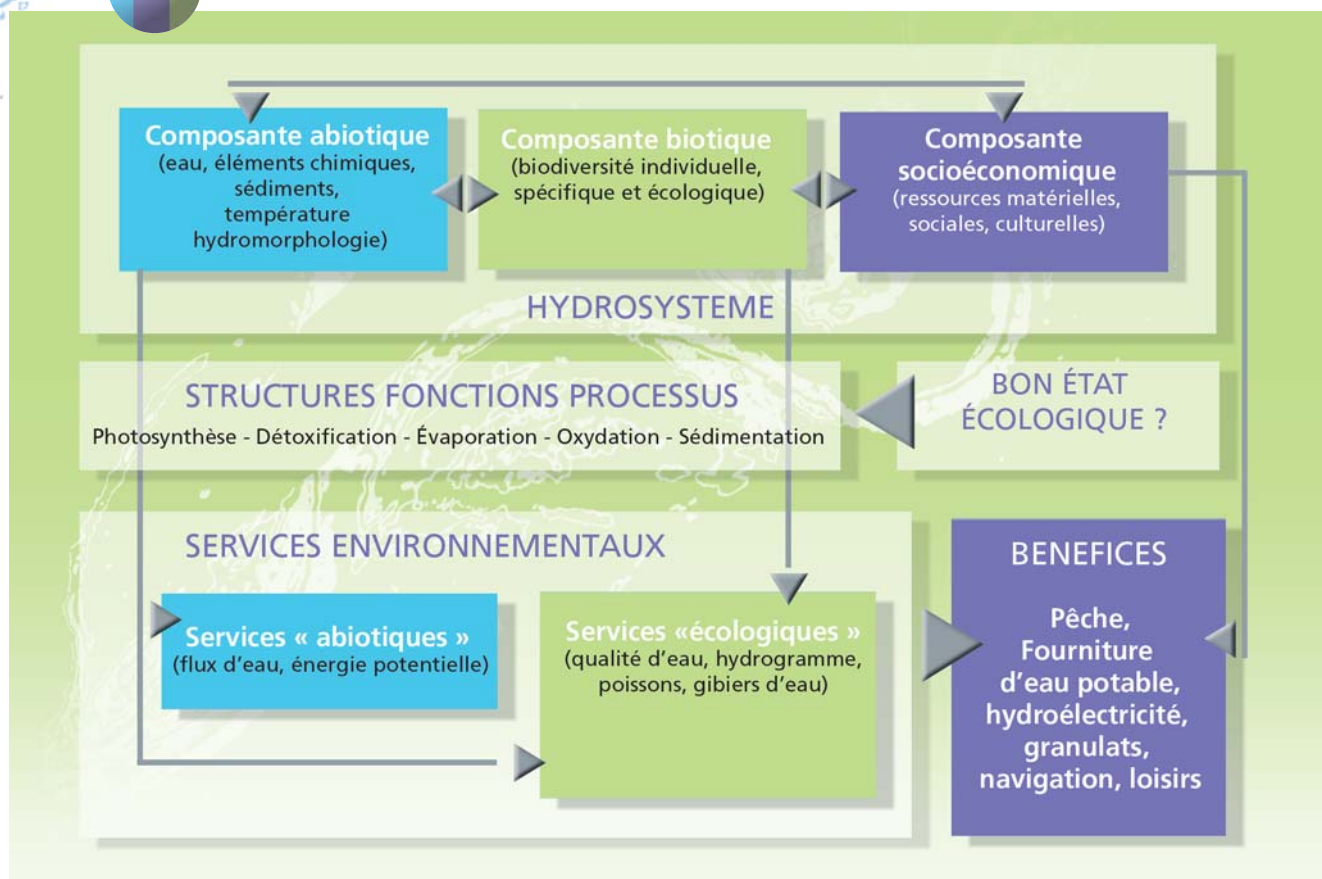 Composante abiotique
(eau, éléments chimiques,
sédiments,
température
hydromorphologie)
Composante biotique
(biodiversité individuelle,
spécifique et écologique)
Composante
socioéconomique
(ressources matérielles,
sociales, culturelles)
HYDROSYSTEME
STRUCTURES FONCTIONS PROCESSUS
Photosynthèse - Détoxification - Évaporation - Oxydation - Sédimentation
BON ÉTAT
ÉCOLOGIQUE ?
SERVICES ENVIRONNEMENTAUX
Services « abiotiques »
(flux d'eau, énergie potentielle)
Services «écologiques »
(qualité d'eau, hydrogramme,
poissons, gibiers d'eau)
BENEFICES
Pêche,
Fourniture
d'eau potable,
hydroélectricité,
granulats,
navigation, loisirs